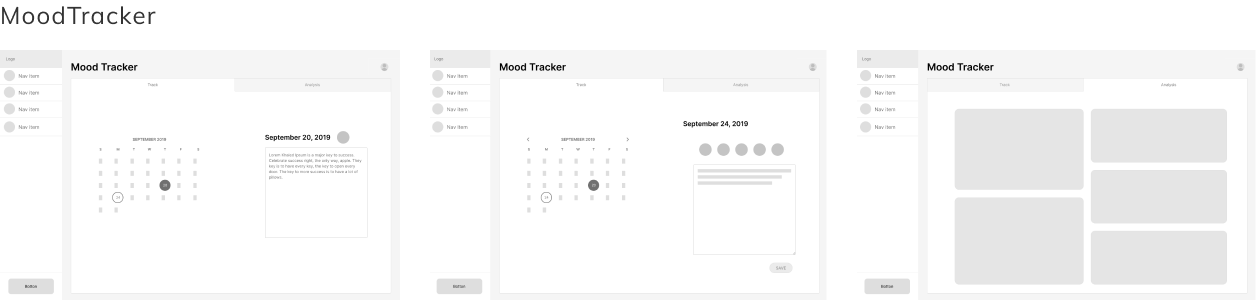 MoodTracker
Logo
Nav item
Nav item
Nav item
Nav item
Button
Mood Tracker
Track
Analysis
SEPTEMBER 2019
S M T W T F S
20
24
September 20, 2019
Lorem Khaled Ipsum is a major key to success.
Celebrate success right, the only way, apple. They
key is to have every key, the key to open every
door. The key to more success is to have a lot of
pillows.
Logo
Nav item
Nav item
Nav item
Nav item
Button
Mood Tracker
Track
Analysis
SEPTEMBER 2019
S M T W T F S
20
24
September 24, 2019
SAVE
Logo
Nav item
Nav item
Nav item
Nav item
Button
Mood Tracker
Track
Analysis